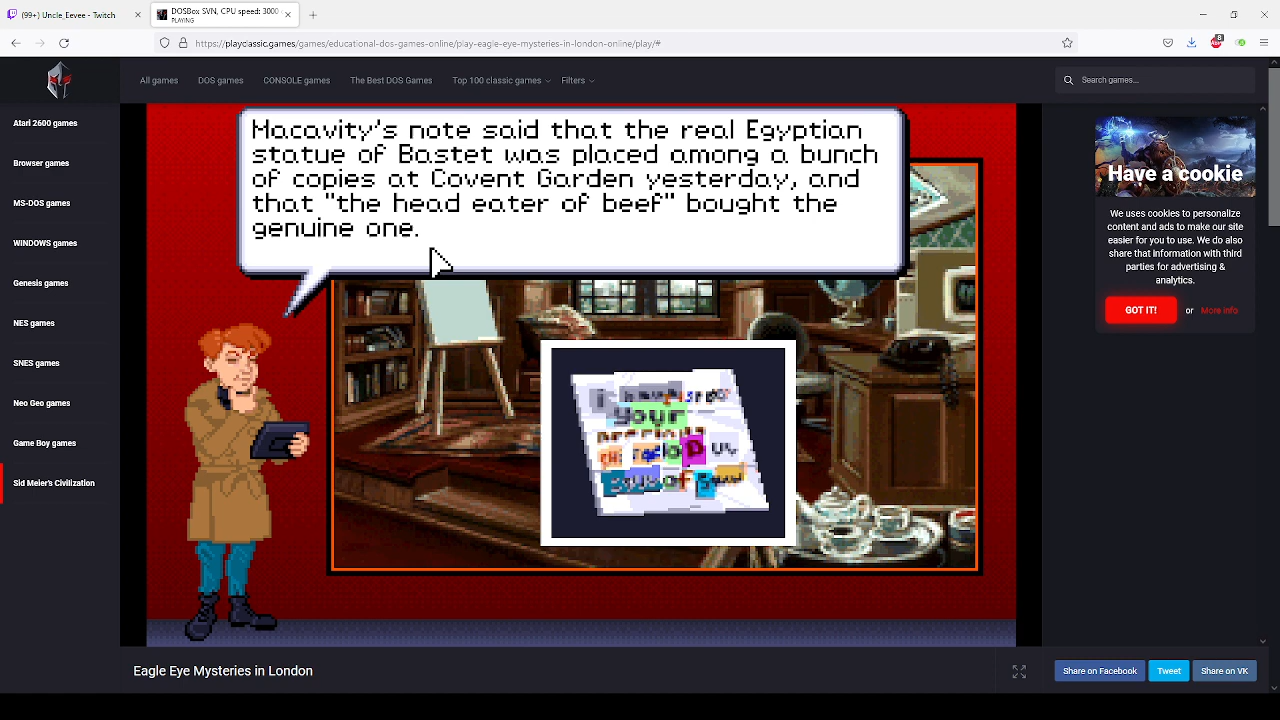 (99+) Uncle_Eevee - Twitch
DOSBox SVN, CPU speed: 3000
PLAYING
https://playclassic.games/games/educational-dos-games-online/play-eagle-eye-mysteries-in-london-online/play/#
8
All games
DOS games
CONSOLE games
The Best DOS Games
Top 100 classic games
Filters
Search games...
Atari 2600 games
Browser games
MS-DOS games
WINDOWS games
Genesis games
NES games
SNES games
Neo Geo games
Game Boy games
Sid Meier's Civilization
Macavity's note said that the real Egyptian
statue of Bastet was placed among a bunch
of copies at Covent Garden yesterday, and
that "the head eater of beef" bought the
genuine one.
your
Have a cookie
We uses cookies to personalize
content and ads to make our site
easier for you to use. We do also
share that information with third
parties for advertising &
analytics.
GOT IT!
or
More info
Eagle Eye Mysteries in London
Share on Facebook
Tweet
Share on VK